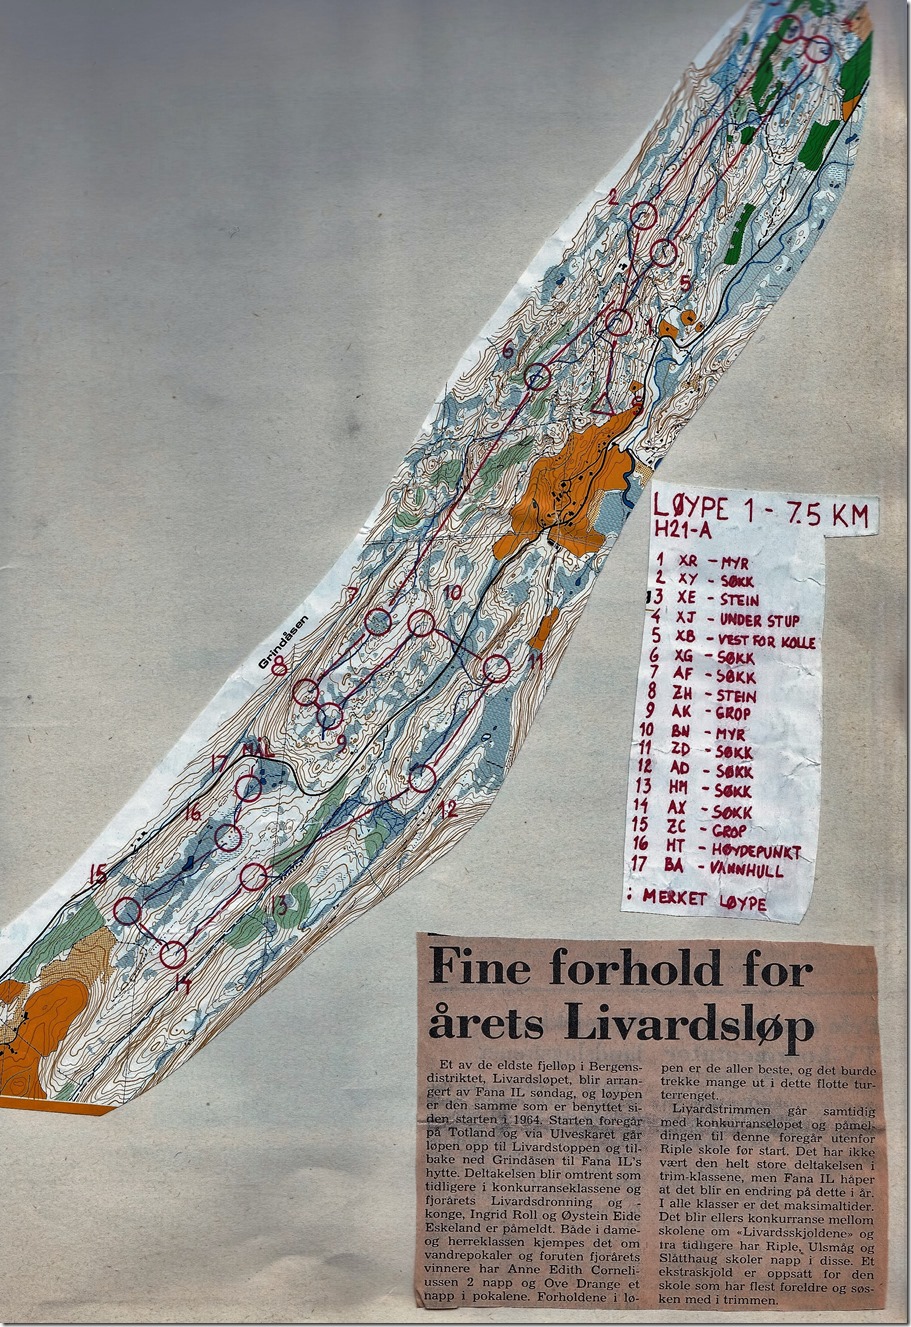 2
5
1
6
7
10
Grindåsen
8
11
9
17 MÅL
16
12
15
13
14
LØYPE 1 - 7.5 KM
H21-A
1 XR - MYR
2 XY - SØKK
3 XE - STEIN
4 XJ - UNDER STUP
5 XB - VEST FOR KOLLE
6 XG - SØKK
7 AF - SØKK
8 ZH - STEIN
9 AK - GROP
10 BN - MYR
11 ZD - SØKK
12 AD - SØKK
13 HM - SØKK
14 AX - SØKK
15 ZC - GROP
16 HT - HØYDEPUNKT
17 BA - VANNHULL
: MERKET LØYPE
Fine forhold for
årets Livardsløp
Et av de eldste fjelløp i Bergens-
distriktet, Livardsløpet, blir arran-
gert av Fana IL søndag, og løypen
er den samme som er benyttet si-
den starten i 1964. Starten foregår
på Totland og via Ulveskaret går
løpen opp til Livardstoppen og til-
bake ned Grindåsen til Fana IL's
hytte. Deltakelsen blir omtrent som
tidligere i konkurranseklassene og
fjorårets Livardsdronning og -
konge, Ingrid Roll og Øystein Eide
Eskeland er påmeldt. Både i dame-
og herreklassen kjempes det om
vandrepokaler og foruten fjorårets
vinnere har Anne Edith Corneli-
ussen 2 napp og Ove Drange et
napp i pokalene. Forholdene i lø-
pen er de aller beste, og det burde
trekke mange ut i dette flotte tur-
terrenget.
Livardstrimmen går samtidig
med konkurranseløpet og påmel-
dingen til denne foregår utenfor
Riple skole før start. Det har ikke
vært den helt store deltakelsen i
trim-klassene, men Fana IL håper
at det blir en endring på dette i år.
I alle klasser er det maksimaltider.
Det blir ellers konkurranse mellom
skolene om «Livardsskjoldene» og
fra tidligere har Riple, Ulsmåg og
Slåtthaug skoler napp i disse. Et
ekstraskjold er oppsatt for den
skole som har flest foreldre og søs-
ken med i trimmen.